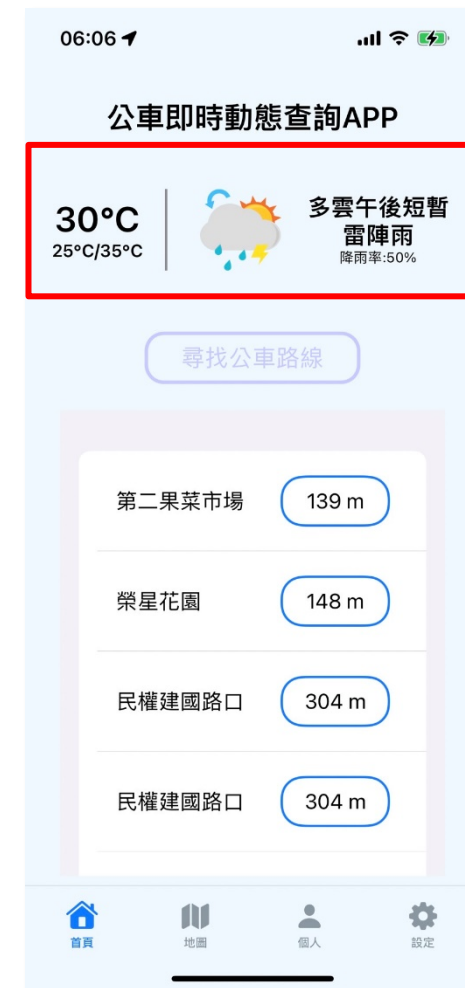 06:06
公車即時動態查詢APP
30°C
25°C/35°C
多雲午後短暫
雷陣雨
降雨率:50%
尋找公車路線
第二果菜市場 139 m
榮星花園 148 m
民權建國路口 304 m
民權建國路口 304 m
首頁 地圖 個人 設定